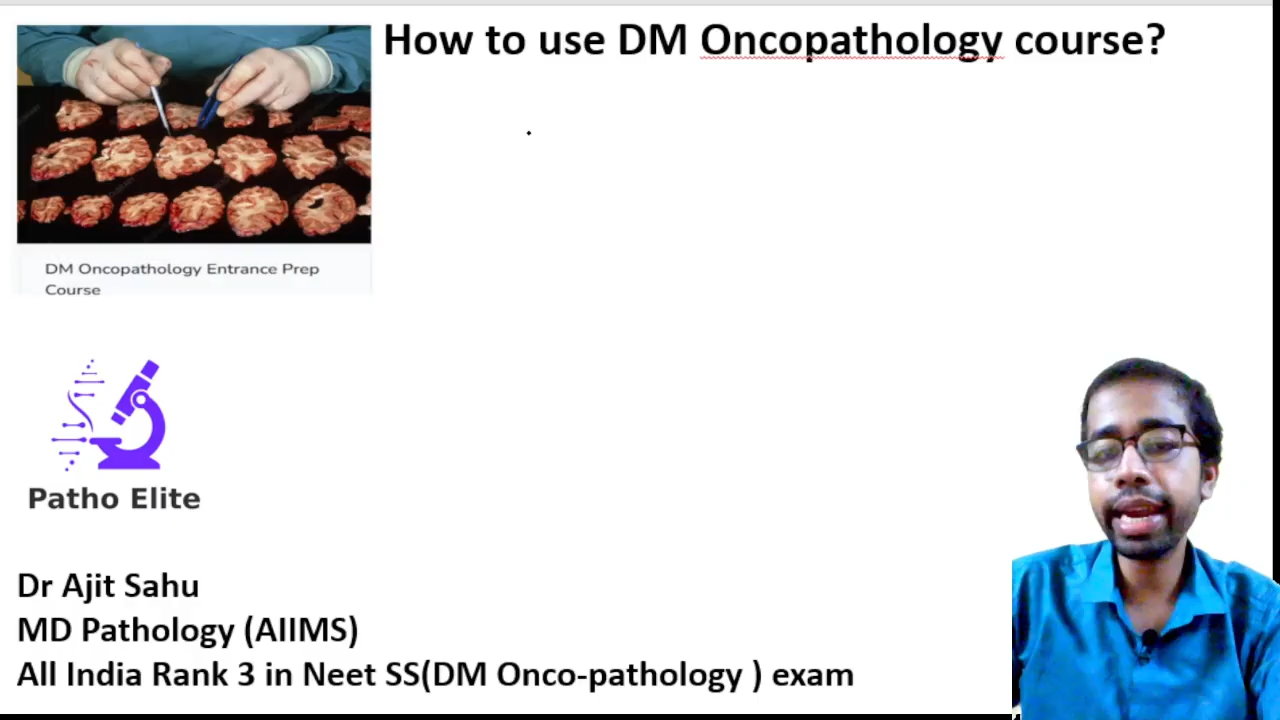 How to use DM Oncopathology course?
DM Oncopathology Entrance Prep
Course
Patho Elite
Dr Ajit Sahu
MD Pathology (AIIMS)
All India Rank 3 in Neet SS(DM Onco-pathology ) exam